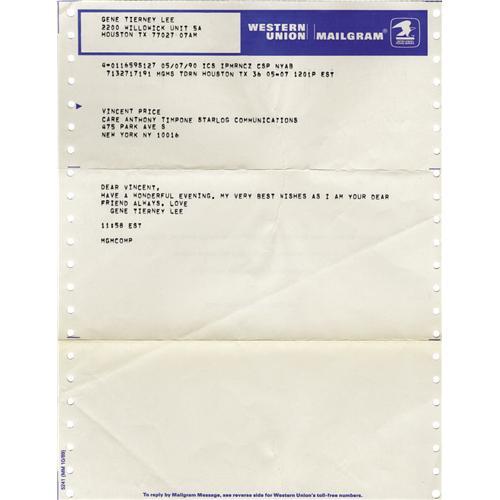 GENE TIERNEY LEE
2200 WILLOWICK UNIT 5A
HOUSTON TX 77027 07AM
WESTERN UNION | MAILGRAM
4-0116595127 05/07/90 ICS IPMRNCZ CSP NYAB
7132717191 MGMS TDRN HOUSTON TX 36 05-07 1201P EST
VINCENT PRICE
CARE ANTHONY TIMPONE STARLOG COMMUNICATIONS
475 PARK AVE S
NEW YORK NY 10016
DEAR VINCENT,
HAVE A WONDERFUL EVENING, MY VERY BEST WISHES AS I AM YOUR DEAR
FRIEND ALWAYS, LOVE
GENE TIERNEY LEE
11:58 EST
MGMCOMP
5241 (MM 10/89)
To reply by Mailgram Message, see reverse side for Western Union's toll-free numbers.